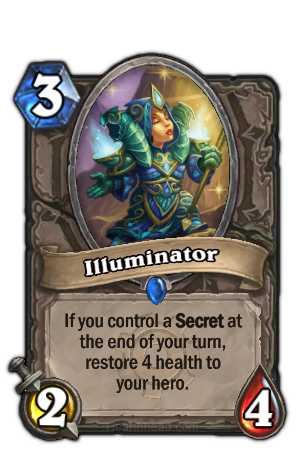 3
Illuminator
If you control a Secret at
the end of your turn,
restore 4 health to
your hero.
2
4